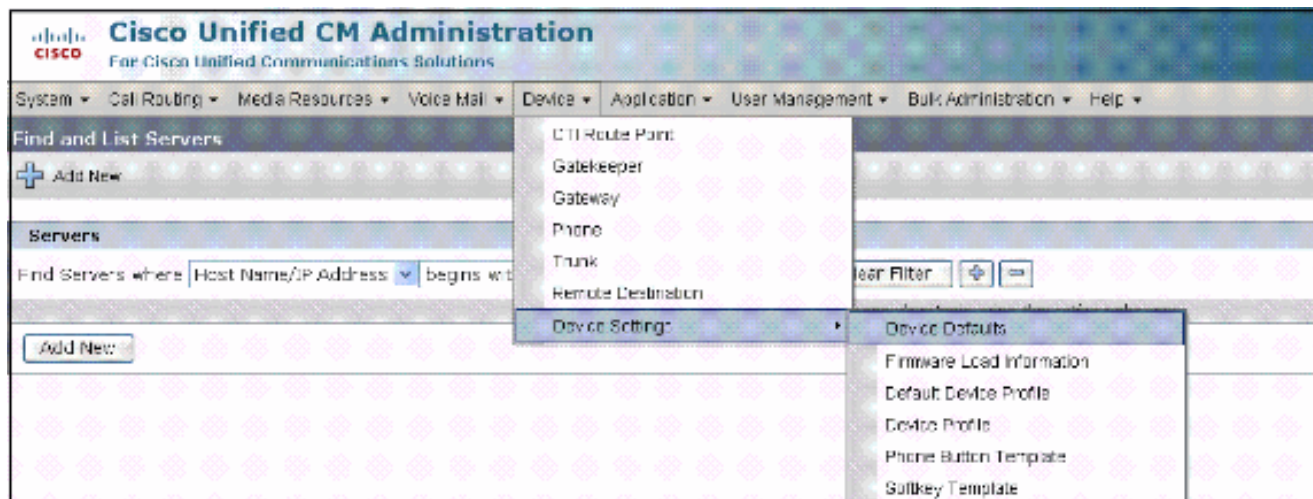 CISCO
Cisco Unified CM Administration
For Cisco Unified Communications Solutions
System Call Routing Media Resources Voice Mail Device Application User Management Bulk Administration Help
Find and List Servers
Add New
Servers
Find Servers where Host Name/IP Address begins wit
lear Filter
Add New
CTI Route Point
Gatekeeper
Gateway
Phone
Trunk
Remote Destination
Device Settings
Device Defaults
Firmware Load Information
Default Device Profile
Device Profile
Phone Button Template
Softkey Template